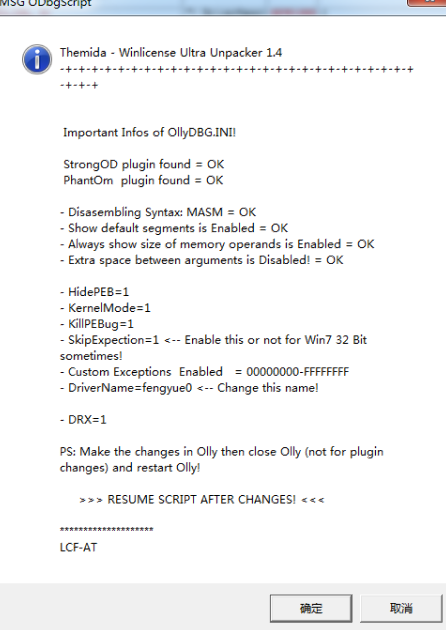 MSG ODbgScript
Themida - Winlicense Ultra Unpacker 1.4
-+-+-+-+-+-+-+-+-+-+-+-+-+-+-+-+-+-+-+-+-+-+-+-+-+-+-+
-+-+-+
Important Infos of OllyDBG.INI!
StrongOD plugin found = OK
PhantOm  plugin found = OK
- Disasembling Syntax: MASM = OK
- Show default segments is Enabled = OK
- Always show size of memory operands is Enabled = OK
- Extra space between arguments is Disabled! = OK
- HidePEB=1
- KernelMode=1
- KillPEBug=1
- SkipExpection=1 <-- Enable this or not for Win7 32 Bit
sometimes!
- Custom Exceptions  Enabled   = 00000000-FFFFFFFF
- DriverName=fengyue0 <-- Change this name!
- DRX=1
PS: Make the changes in Olly then close Olly (not for plugin
changes) and restart Olly!
>>> RESUME SCRIPT AFTER CHANGES! <<<
********************
LCF-AT
确定
取消